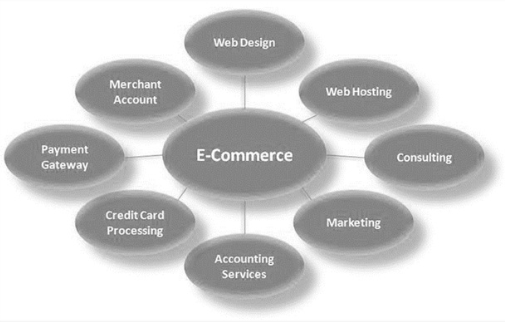 Web Design
Merchant
Account
Web Hosting
Payment
Gateway
E-Commerce
Consulting
Credit Card
Processing
Marketing
Accounting
Services